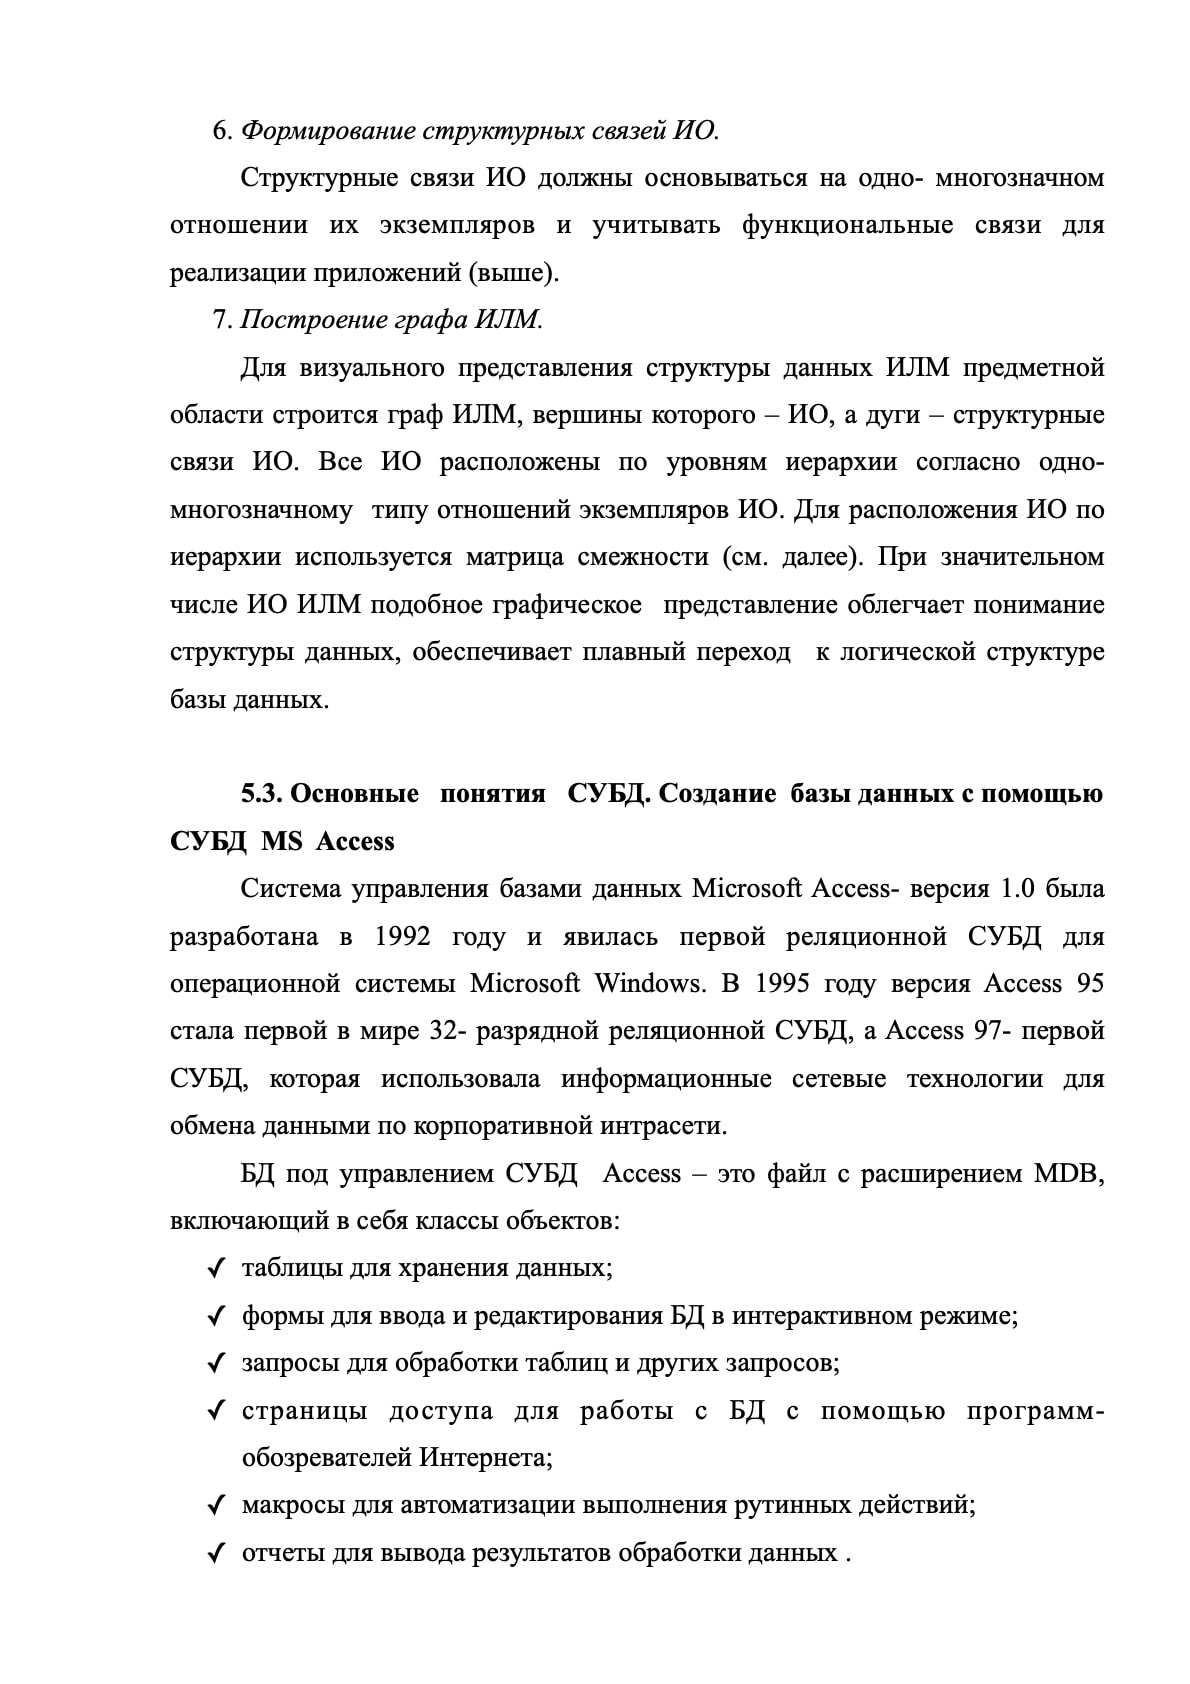 6. Формирование структурных связей ИО.
Структурные связи ИО должны основываться на одно- многозначном
отношении их экземпляров и учитывать функциональные связи для
реализации приложений (выше).
7. Построение графа ИЛМ.
Для визуального представления структуры данных ИЛМ предметной
области строится граф ИЛМ, вершины которого – ИО, а дуги – структурные
связи ИО. Все ИО расположены по уровням иерархии согласно одно-
многозначному типу отношений экземпляров ИО. Для расположения ИО по
иерархии используется матрица смежности (см. далее). При значительном
числе ИО ИЛМ подобное графическое представление облегчает понимание
структуры данных, обеспечивает плавный переход к логической структуре
базы данных.
5.3. Основные понятия СУБД. Создание базы данных с помощью
СУБД MS Access
Система управления базами данных Microsoft Access- версия 1.0 была
разработана в 1992 году и явилась первой реляционной СУБД для
операционной системы Microsoft Windows. В 1995 году версия Access 95
стала первой в мире 32- разрядной реляционной СУБД, а Access 97- первой
СУБД, которая использовала информационные сетевые технологии для
обмена данными по корпоративной интрасети.
БД под управлением СУБД Access – это файл с расширением MDB,
включающий в себя классы объектов:
✓ таблицы для хранения данных;
✓ формы для ввода и редактирования БД в интерактивном режиме;
✓ запросы для обработки таблиц и других запросов;
✓ страницы доступа для работы с БД с помощью программ-
обозревателей Интернета;
✓ макросы для автоматизации выполнения рутинных действий;
✓ отчеты для вывода результатов обработки данных .